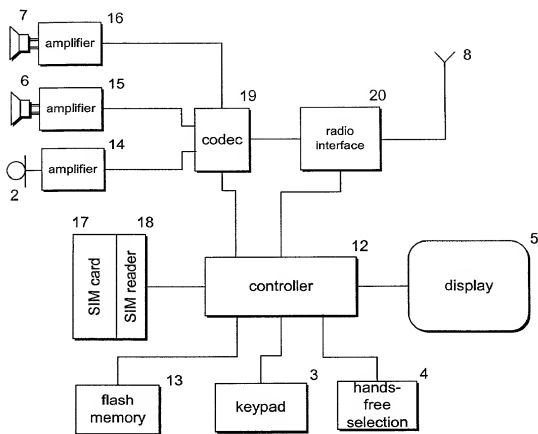 7
16
amplifier
6
15
amplifier
19
20
8
codec
radio
interface
14
amplifier
2
17
18
12
5
SIM card
SIM reader
controller
display
13
3
4
flash
memory
keypad
hands-
free
selection